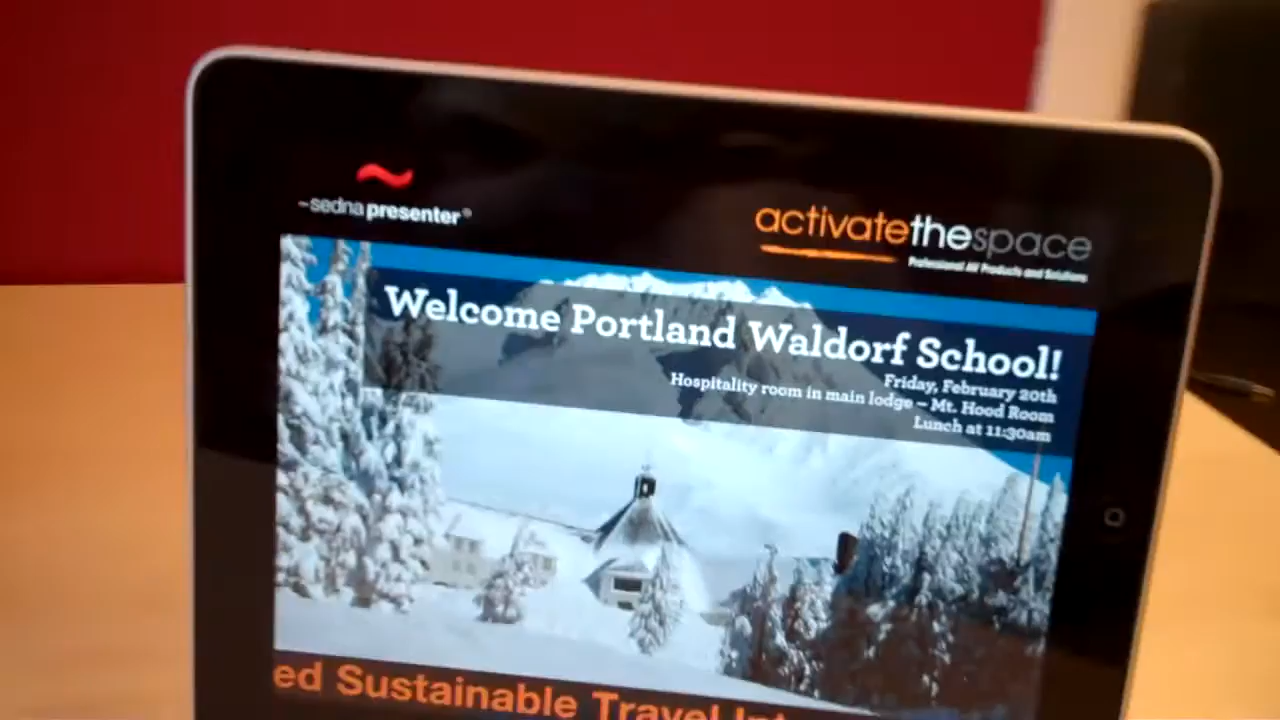 ~sedna presenter®
activatethespace
Professional AV Products and Solutions
Welcome Portland Waldorf School!
Friday, February 20th
Hospitality room in main lodge – Mt. Hood Room
Lunch at 11:30am
ed Sustainable Travel